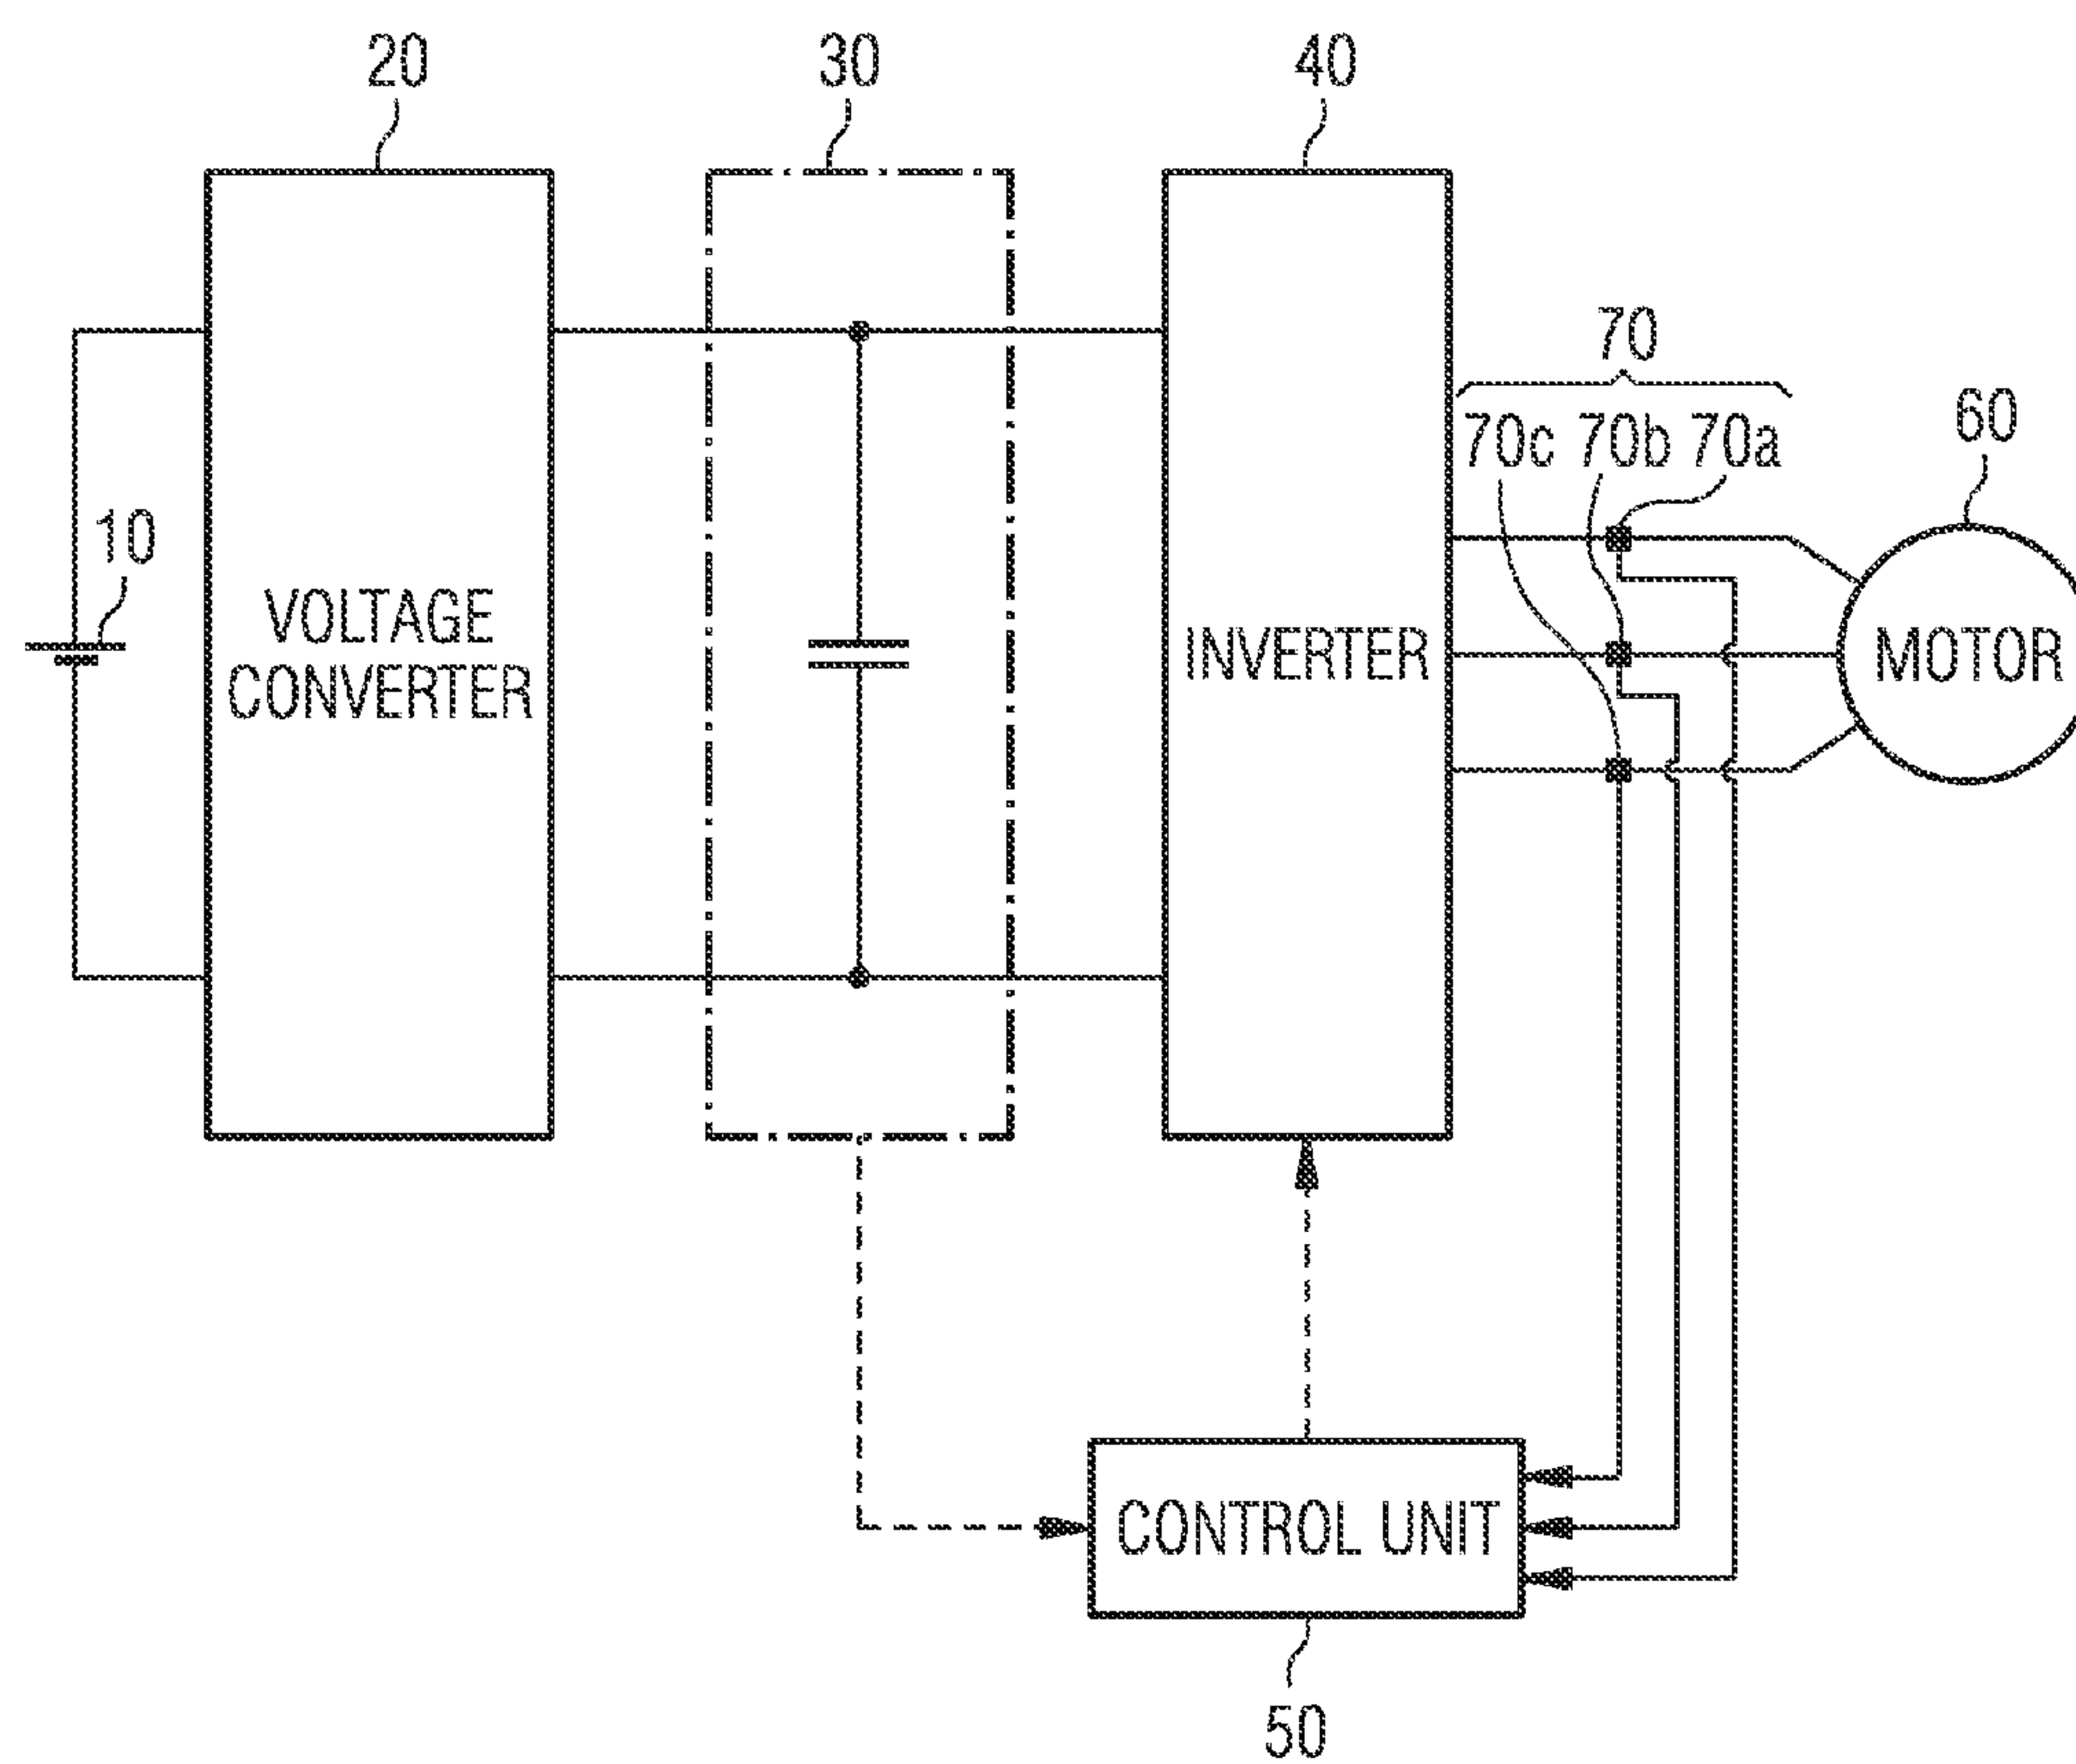 20
30
40
70
70c 70b 70a
60
10
VOLTAGE
CONVERTER
INVERTER
MOTOR
CONTROL UNIT
50